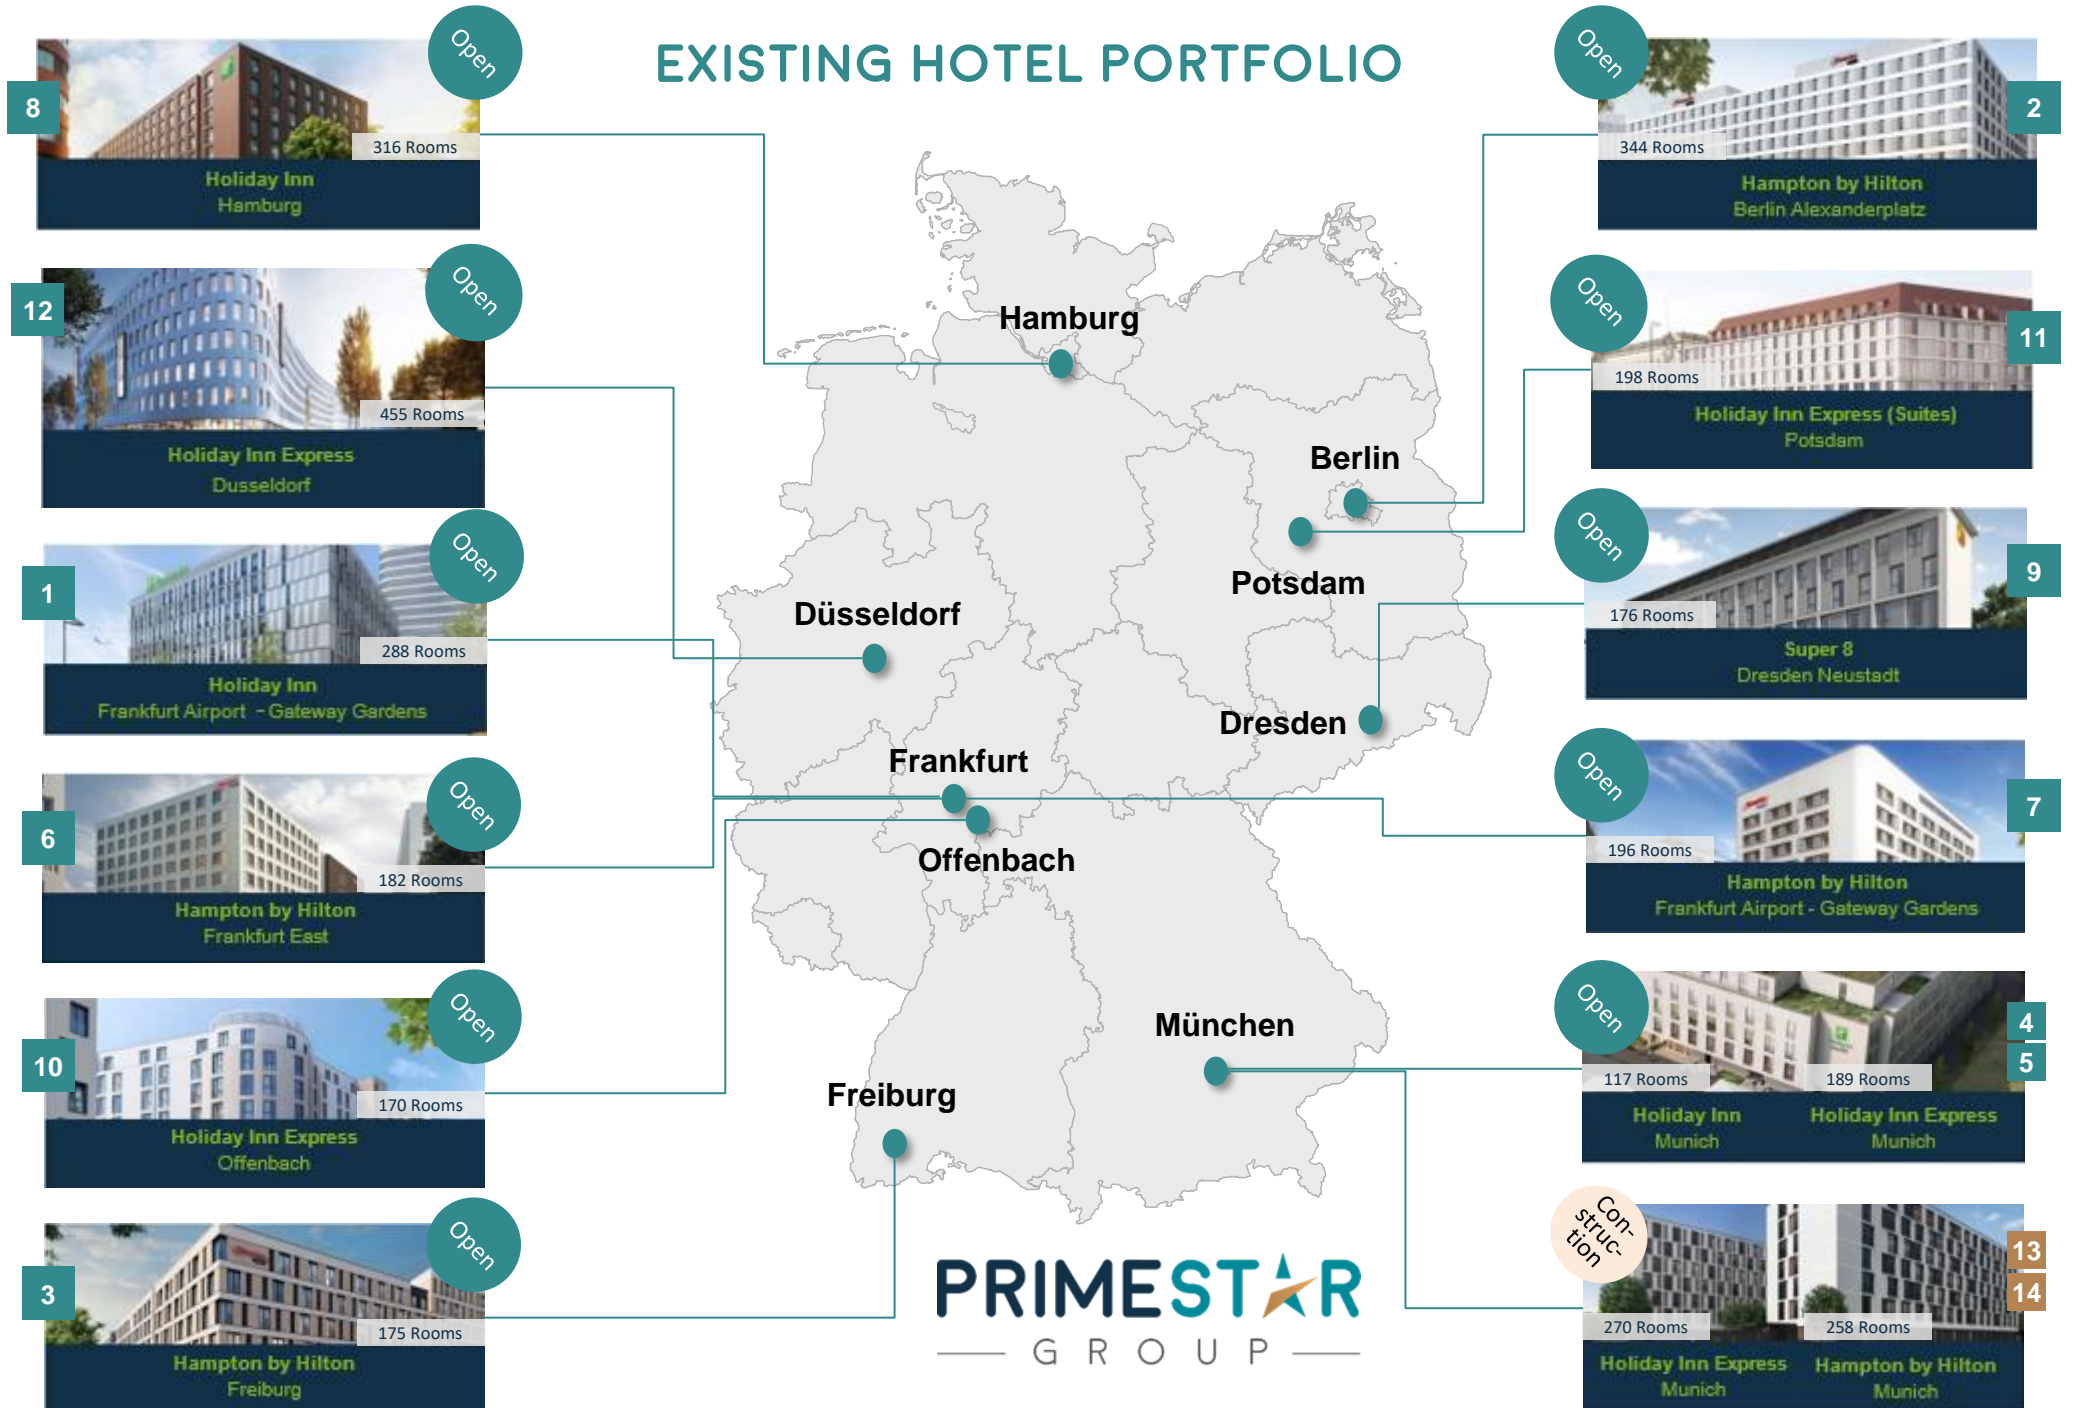 EXISTING HOTEL PORTFOLIO
Open
8
316 Rooms
Holiday Inn
Hamburg
Open
12
455 Rooms
Holiday Inn Express
Dusseldorf
Open
1
288 Rooms
Holiday Inn
Frankfurt Airport - Gateway Gardens
Open
6
182 Rooms
Hampton by Hilton
Frankfurt East
Open
10
170 Rooms
Holiday Inn Express
Offenbach
Open
3
175 Rooms
Hampton by Hilton
Freiburg
Hamburg
Berlin
Potsdam
Düsseldorf
Dresden
Frankfurt
Offenbach
München
Freiburg
PRIMESTAR
GROUP
Open
2
344 Rooms
Hampton by Hilton
Berlin Alexanderplatz
Open
11
198 Rooms
Holiday Inn Express (Suites)
Potsdam
Open
9
176 Rooms
Super 8
Dresden Neustadt
Open
7
196 Rooms
Hampton by Hilton
Frankfurt Airport - Gateway Gardens
Open
4
5
117 Rooms
189 Rooms
Holiday Inn
Munich
Holiday Inn Express
Munich
Con-
struc-
tion
13
14
270 Rooms
258 Rooms
Holiday Inn Express
Munich
Hampton by Hilton
Munich